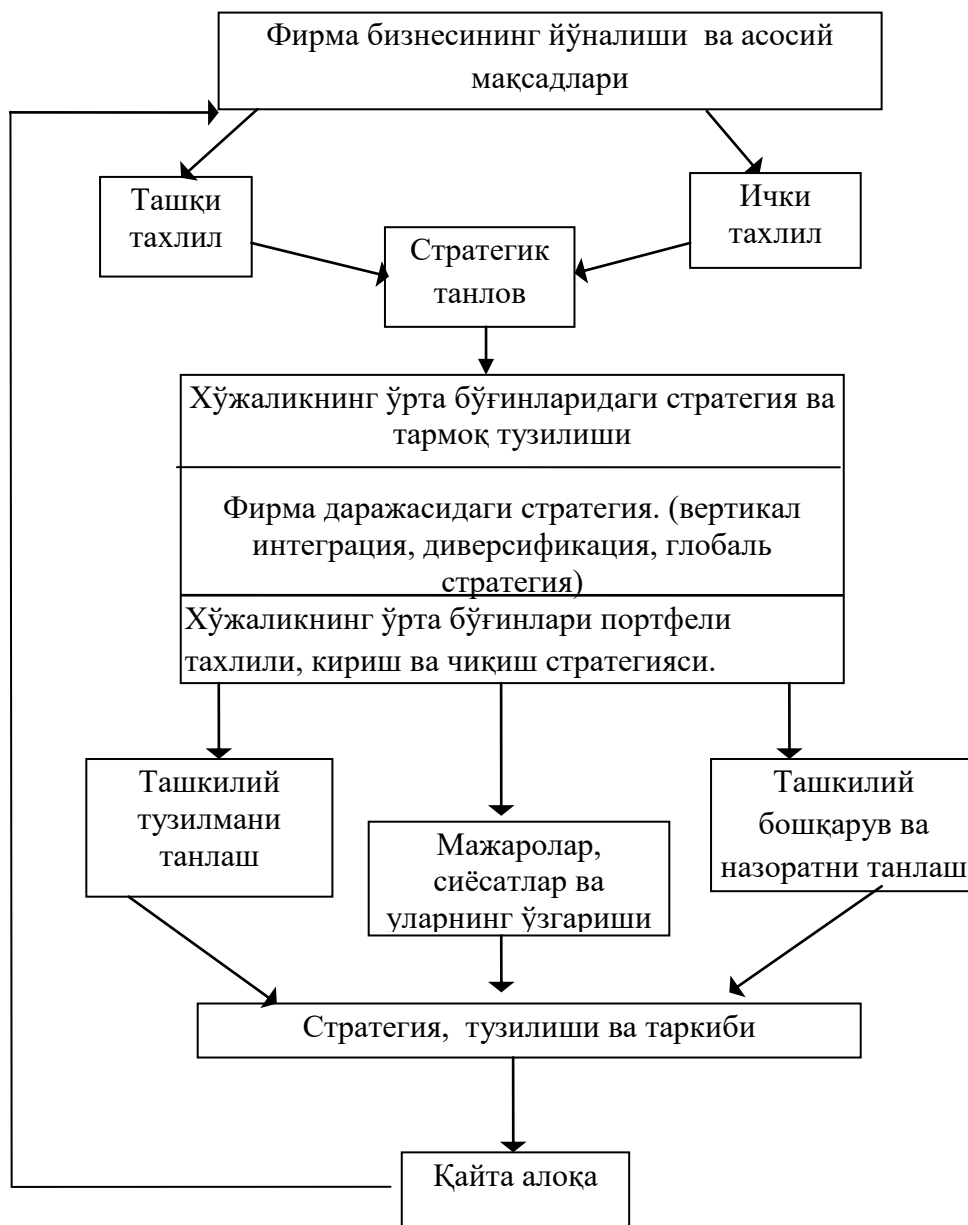 Фирма бизнесининг йўналиши ва асосий
мақсадлари
Ташқи
тахлил
Ички
тахлил
Стратегик
танлов
Хўжаликнинг ўрта бўғинларидаги стратегия ва
тармоқ тузилиши
Фирма даражасидаги стратегия. (вертикал
интеграция, диверсификация, глобаль
стратегия)
Хўжаликнинг ўрта бўғинлари портфели
тахлили, кириш ва чиқиш стратегияси.
Ташкилий
тузилмани
танлаш
Мажаролар,
сиёсатлар ва
уларнинг ўзгариши
Ташкилий
бошқарув ва
назоратни танлаш
Стратегия, тузилиши ва таркиби
Қайта алоқа